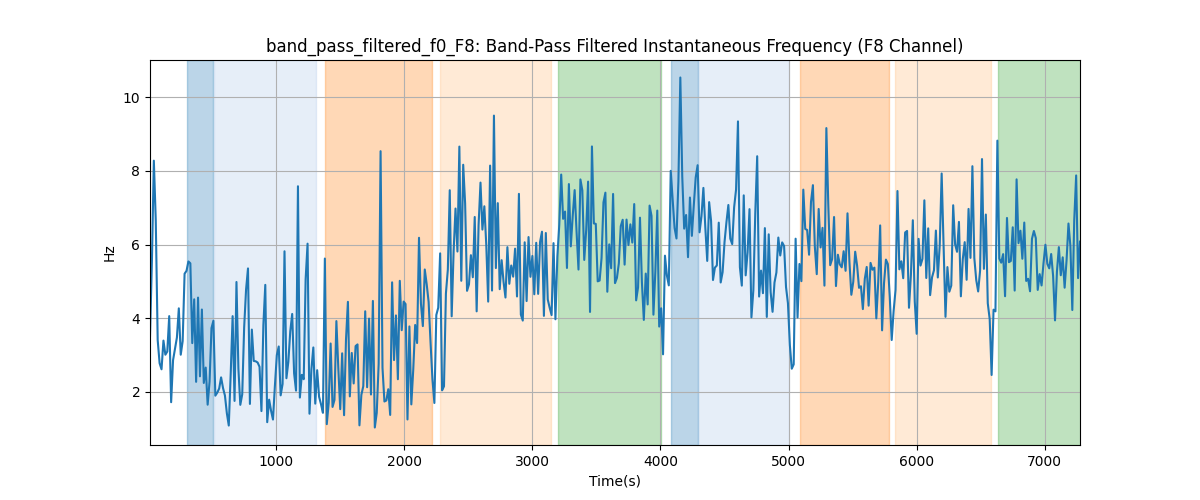 band_pass_filtered_f0_F8: Band-Pass Filtered Instantaneous Frequency (F8 Channel)
Hz
10
8
6
4
2
1000 2000 3000 4000 5000 6000 7000
Time(s)